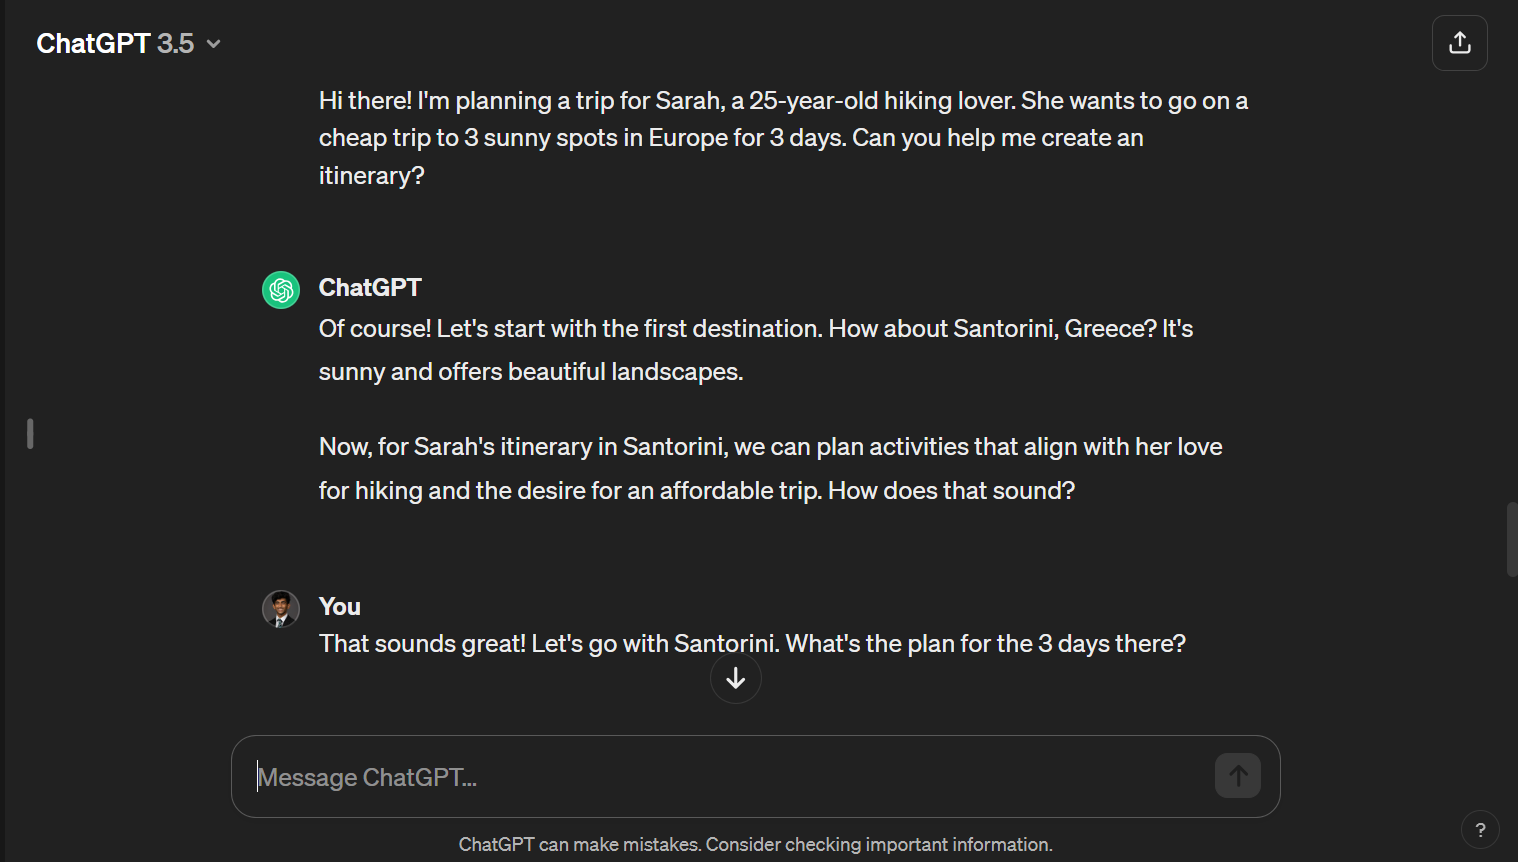 ChatGPT 3.5
Hi there! I'm planning a trip for Sarah, a 25-year-old hiking lover. She wants to go on a
cheap trip to 3 sunny spots in Europe for 3 days. Can you help me create an
itinerary?
ChatGPT
Of course! Let's start with the first destination. How about Santorini, Greece? It's
sunny and offers beautiful landscapes.
Now, for Sarah's itinerary in Santorini, we can plan activities that align with her love
for hiking and the desire for an affordable trip. How does that sound?
You
That sounds great! Let's go with Santorini. What's the plan for the 3 days there?
Message ChatGPT...
ChatGPT can make mistakes. Consider checking important information.
?